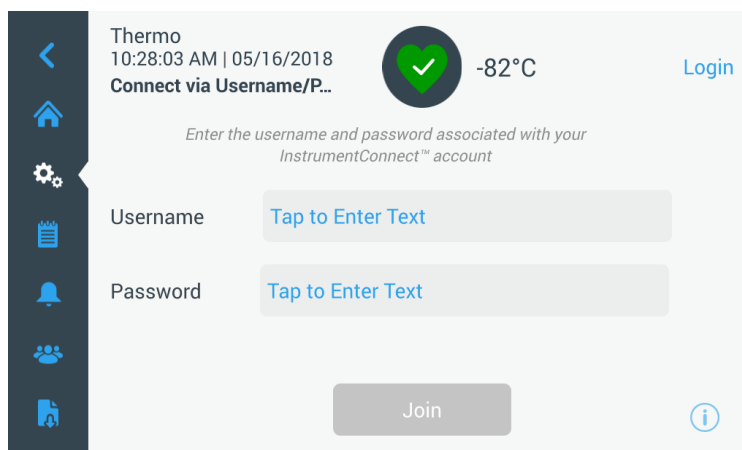 Thermo
10:28:03 AM | 05/16/2018
Connect via Username/P...
-82°C
Login
Enter the username and password associated with your
InstrumentConnect™ account
Username
Tap to Enter Text
Password
Tap to Enter Text
Join